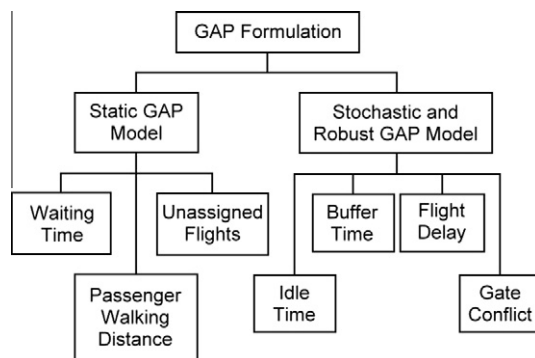 GAP Formulation
Static GAP
Model
Stochastic and
Robust GAP Model
Waiting
Time
Unassigned
Flights
Buffer
Time
Flight
Delay
Passenger
Walking
Distance
Idle
Time
Gate
Conflict